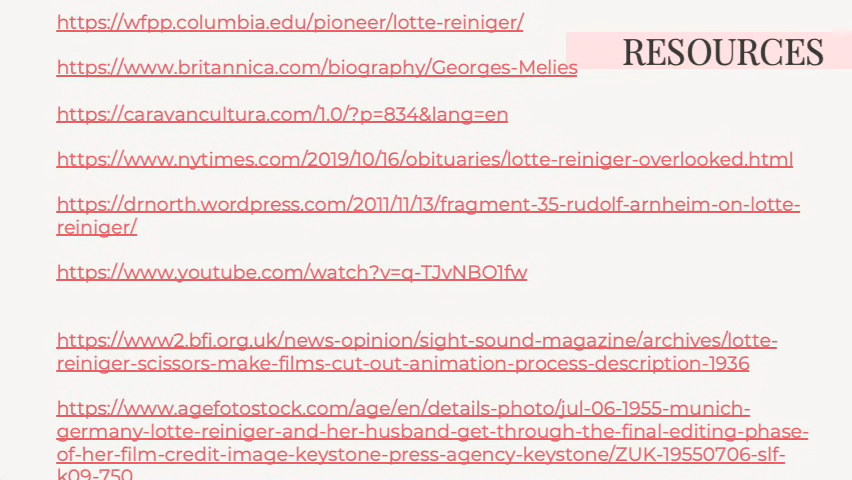 https://wfpp.columbia.edu/pioneer/lotte-reiniger/
RESOURCES
https://www.britannica.com/biography/Georges-Melies
https://caravancultura.com/1.0/?p=834&lang=en
https://www.nytimes.com/2019/10/16/obituaries/lotte-reiniger-overlooked.html
https://drnorth.wordpress.com/2011/11/13/fragment-35-rudolf-arnheim-on-lotte-
reiniger/
https://www.youtube.com/watch?v=q-TJvNBO1fw
https://www2.bfi.org.uk/news-opinion/sight-sound-magazine/archives/lotte-
reiniger-scissors-make-films-cut-out-animation-process-description-1936
https://www.agefotostock.com/age/en/details-photo/jul-06-1955-munich-
germany-lotte-reiniger-and-her-husband-get-through-the-final-editing-phase-
of-her-film-credit-image-keystone-press-agency-keystone/ZUK-19550706-slf-
k09-750